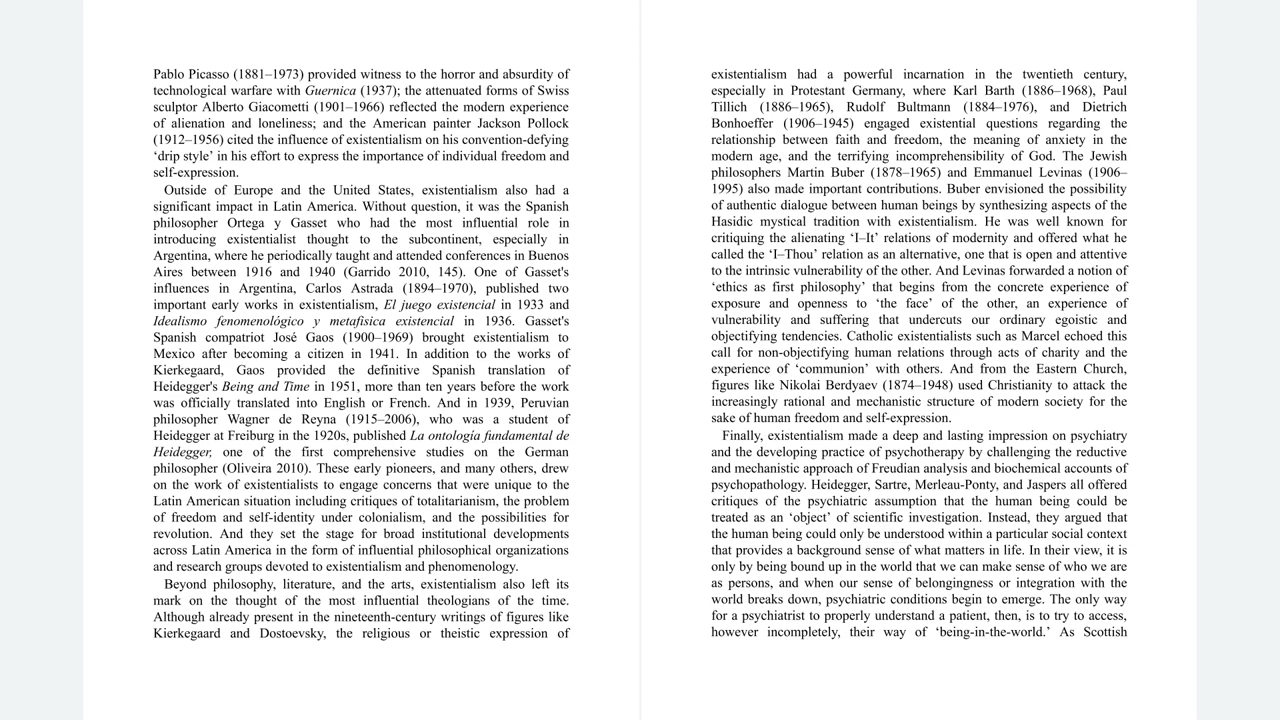 Pablo Picasso (1881–1973) provided witness to the horror and absurdity of
technological warfare with Guernica (1937); the attenuated forms of Swiss
sculptor Alberto Giacometti (1901–1966) reflected the modern experience
of alienation and loneliness; and the American painter Jackson Pollock
(1912–1956) cited the influence of existentialism on his convention-defying
‘drip style’ in his effort to express the importance of individual freedom and
self-expression.
Outside of Europe and the United States, existentialism also had a
significant impact in Latin America. Without question, it was the Spanish
philosopher Ortega y Gasset who had the most influential role in
introducing existentialist thought to the subcontinent, especially in
Argentina, where he periodically taught and attended conferences in Buenos
Aires between 1916 and 1940 (Garrido 2010, 145). One of Gasset's
influences in Argentina, Carlos Astrada (1894–1970), published two
important early works in existentialism, El juego existencial in 1933 and
Idealismo fenomenológico y metafisica existencial in 1936. Gasset's
Spanish compatriot José Gaos (1900–1969) brought existentialism to
Mexico after becoming a citizen in 1941. In addition to the works of
Kierkegaard, Gaos provided the definitive Spanish translation of
Heidegger's Being and Time in 1951, more than ten years before the work
was officially translated into English or French. And in 1939, Peruvian
philosopher Wagner de Reyna (1915–2006), who was a student of
Heidegger at Freiburg in the 1920s, published La ontología fundamental de
Heidegger, one of the first comprehensive studies on the German
philosopher (Oliveira 2010). These early pioneers, and many others, drew
on the work of existentialists to engage concerns that were unique to the
Latin American situation including critiques of totalitarianism, the problem
of freedom and self-identity under colonialism, and the possibilities for
revolution. And they set the stage for broad institutional developments
across Latin America in the form of influential philosophical organizations
and research groups devoted to existentialism and phenomenology.
Beyond philosophy, literature, and the arts, existentialism also left its
mark on the thought of the most influential theologians of the time.
Although already present in the nineteenth-century writings of figures like
Kierkegaard and Dostoevsky, the religious or theistic expression of
existentialism had a powerful incarnation in the twentieth century,
especially in Protestant Germany, where Karl Barth (1886–1968), Paul
Tillich (1886–1965), Rudolf Bultmann (1884–1976), and Dietrich
Bonhoeffer (1906–1945) engaged existential questions regarding the
relationship between faith and freedom, the meaning of anxiety in the
modern age, and the terrifying incomprehensibility of God. The Jewish
philosophers Martin Buber (1878–1965) and Emmanuel Levinas (1906–
1995) also made important contributions. Buber envisioned the possibility
of authentic dialogue between human beings by synthesizing aspects of the
Hasidic mystical tradition with existentialism. He was well known for
critiquing the alienating ‘I–It’ relations of modernity and offered what he
called the ‘I–Thou’ relation as an alternative, one that is open and attentive
to the intrinsic vulnerability of the other. And Levinas forwarded a notion of
‘ethics as first philosophy’ that begins from the concrete experience of
exposure and openness to ‘the face’ of the other, an experience of
vulnerability and suffering that undercuts our ordinary egoistic and
objectifying tendencies. Catholic existentialists such as Marcel echoed this
call for non-objectifying human relations through acts of charity and the
experience of ‘communion’ with others. And from the Eastern Church,
figures like Nikolai Berdyaev (1874–1948) used Christianity to attack the
increasingly rational and mechanistic structure of modern society for the
sake of human freedom and self-expression.
Finally, existentialism made a deep and lasting impression on psychiatry
and the developing practice of psychotherapy by challenging the reductive
and mechanistic approach of Freudian analysis and biochemical accounts of
psychopathology. Heidegger, Sartre, Merleau-Ponty, and Jaspers all offered
critiques of the psychiatric assumption that the human being could be
treated as an ‘object’ of scientific investigation. Instead, they argued that
the human being could only be understood within a particular social context
that provides a background sense of what matters in life. In their view, it is
only by being bound up in the world that we can make sense of who we are
as persons, and when our sense of belongingness or integration with the
world breaks down, psychiatric conditions begin to emerge. The only way
for a psychiatrist to properly understand a patient, then, is to try to access,
however incompletely, their way of ‘being-in-the-world.’ As Scottish